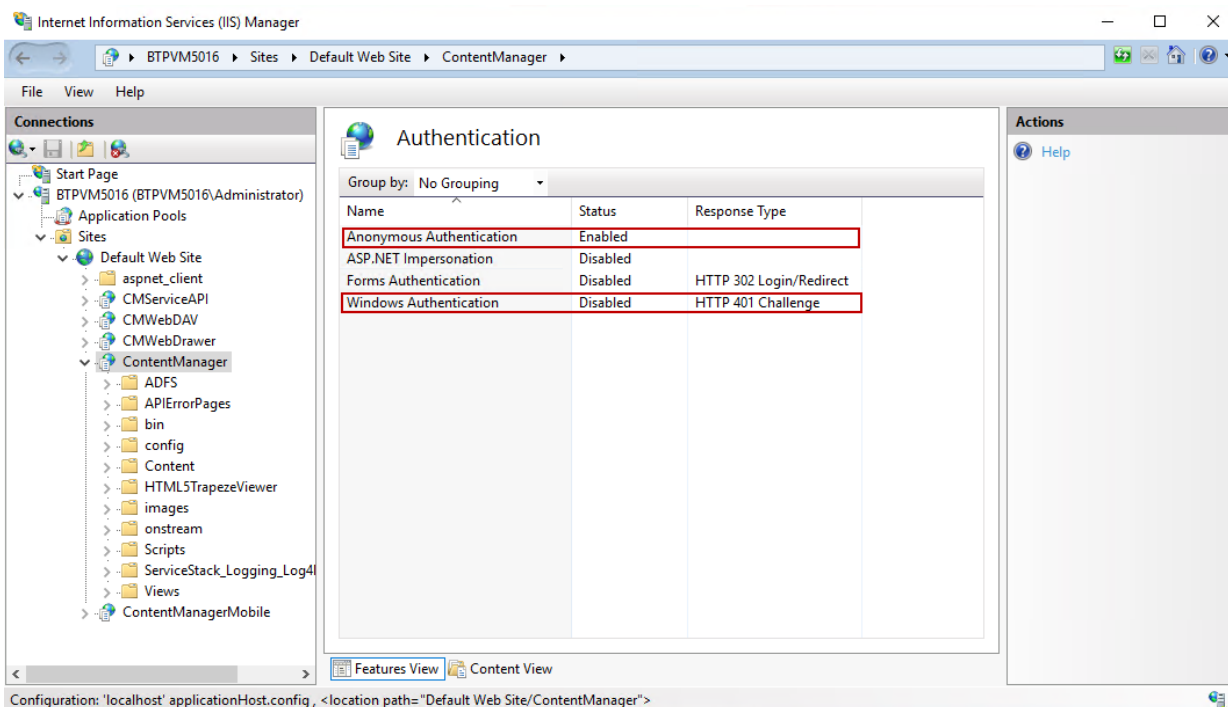 Internet Information Services (IIS) Manager
BTPVM5016 Sites Default Web Site ContentManager
File View Help
Connections
Start Page
BTPVM5016 (BTPVM5016\Administrator)
Application Pools
Sites
Default Web Site
aspnet_client
CMServiceAPI
CMWebDAV
CMWebDrawer
ContentManager
ADFS
APIErrorPages
bin
config
Content
HTML5TrapezeViewer
images
onstream
Scripts
ServiceStack_Logging_Log4
Views
ContentManagerMobile
Authentication
Group by: No Grouping
Name Status Response Type
Anonymous Authentication Enabled
ASP.NET Impersonation Disabled
Forms Authentication Disabled HTTP 302 Login/Redirect
Windows Authentication Disabled HTTP 401 Challenge
Features View Content View
Actions
Help
Configuration: 'localhost' applicationHost.config , <location path="Default Web Site/ContentManager">